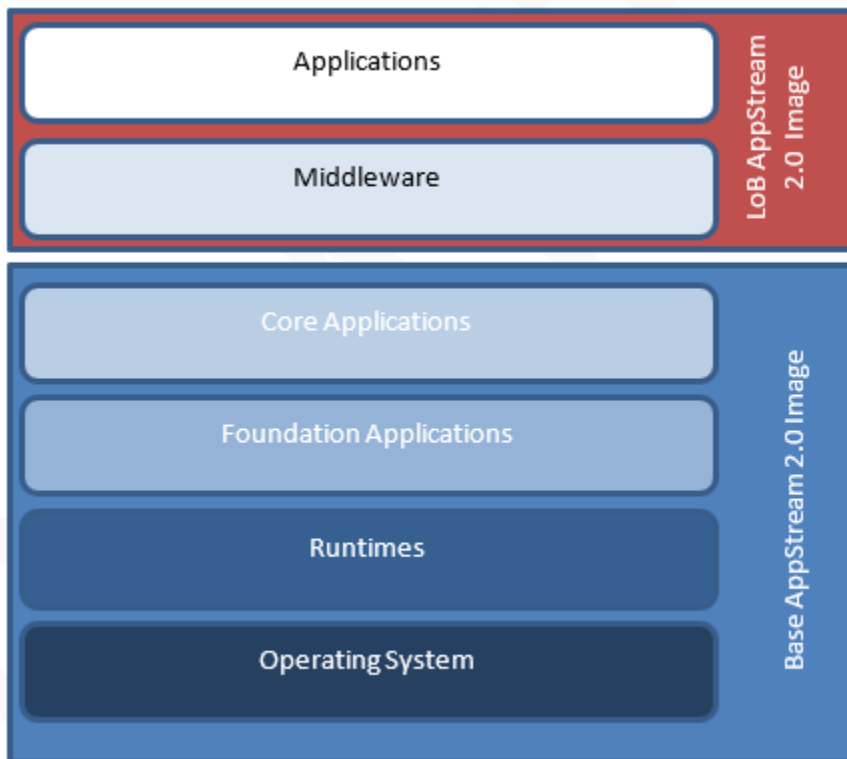 Applications
Middleware
LoB AppStream
2.0 Image
Core Applications
Foundation Applications
Runtimes
Operating System
Base AppStream 2.0 Image